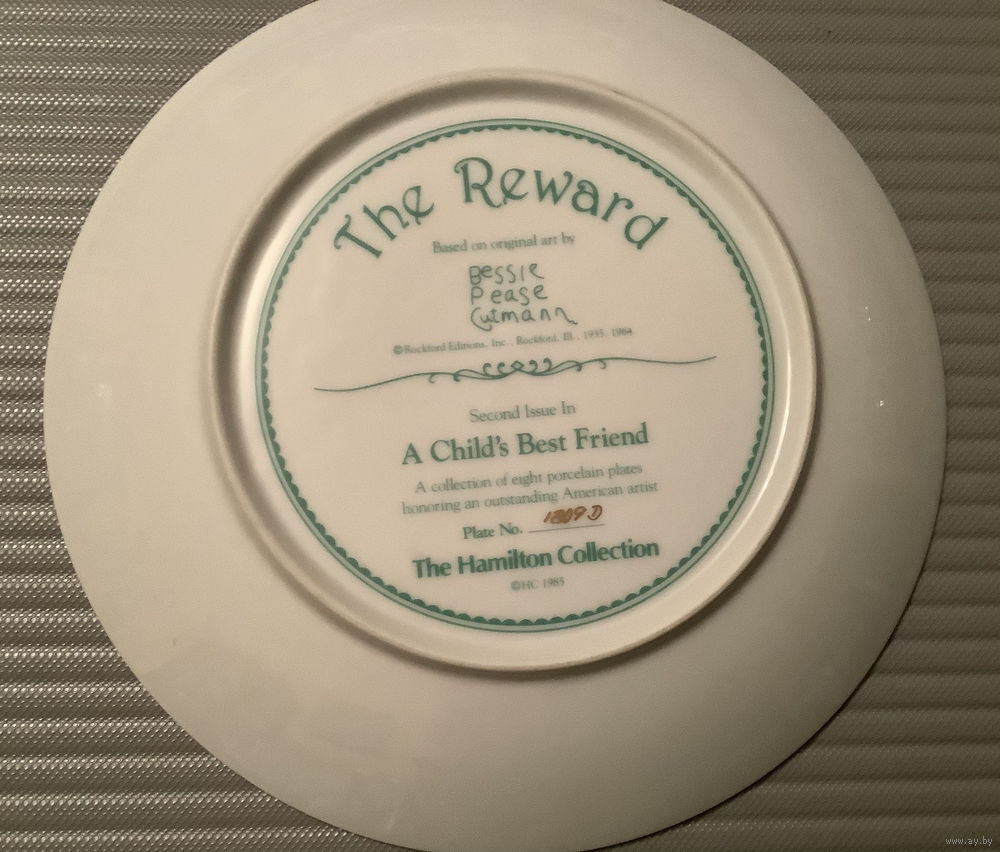 The Reward
Based on original art by
Bessie
Pease
Gutmann
©Rockford Editions, Inc., Rockford, Ill., 1935, 1984
Second Issue In
A Child's Best Friend
A collection of eight porcelain plates
honoring an outstanding American artist
Plate No. 1809 D
The Hamilton Collection
©HC 1985
www.ay.by